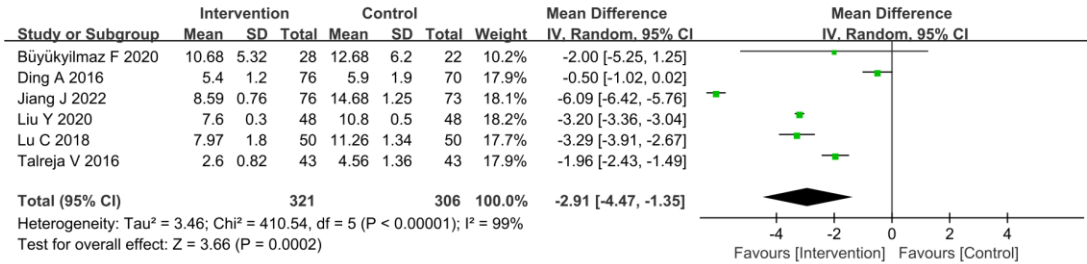 Intervention Control Mean Difference Mean Difference
Study or Subgroup Mean SD Total Mean SD Total Weight IV, Random, 95% CI IV, Random, 95% CI
Büyükyilmaz F 2020 10.68 5.32 28 12.68 6.2 22 10.2% -2.00 [-5.25, 1.25]
Ding A 2016 5.4 1.2 76 5.9 1.9 70 17.9% -0.50 [-1.02, 0.02]
Jiang J 2022 8.59 0.76 76 14.68 1.25 73 18.1% -6.09 [-6.42, -5.76]
Liu Y 2020 7.6 0.3 48 10.8 0.5 48 18.2% -3.20 [-3.36, -3.04]
Lu C 2018 7.97 1.8 50 11.26 1.34 50 17.7% -3.29 [-3.91, -2.67]
Talreja V 2016 2.6 0.82 43 4.56 1.36 43 17.9% -1.96 [-2.43, -1.49]
Total (95% CI) 321 306 100.0% -2.91 [-4.47, -1.35]
Heterogeneity: Tau² = 3.46; Chi² = 410.54, df = 5 (P < 0.00001); I² = 99%
Test for overall effect: Z = 3.66 (P = 0.0002)
-4 -2 0 2 4
Favours [Intervention] Favours [Control]